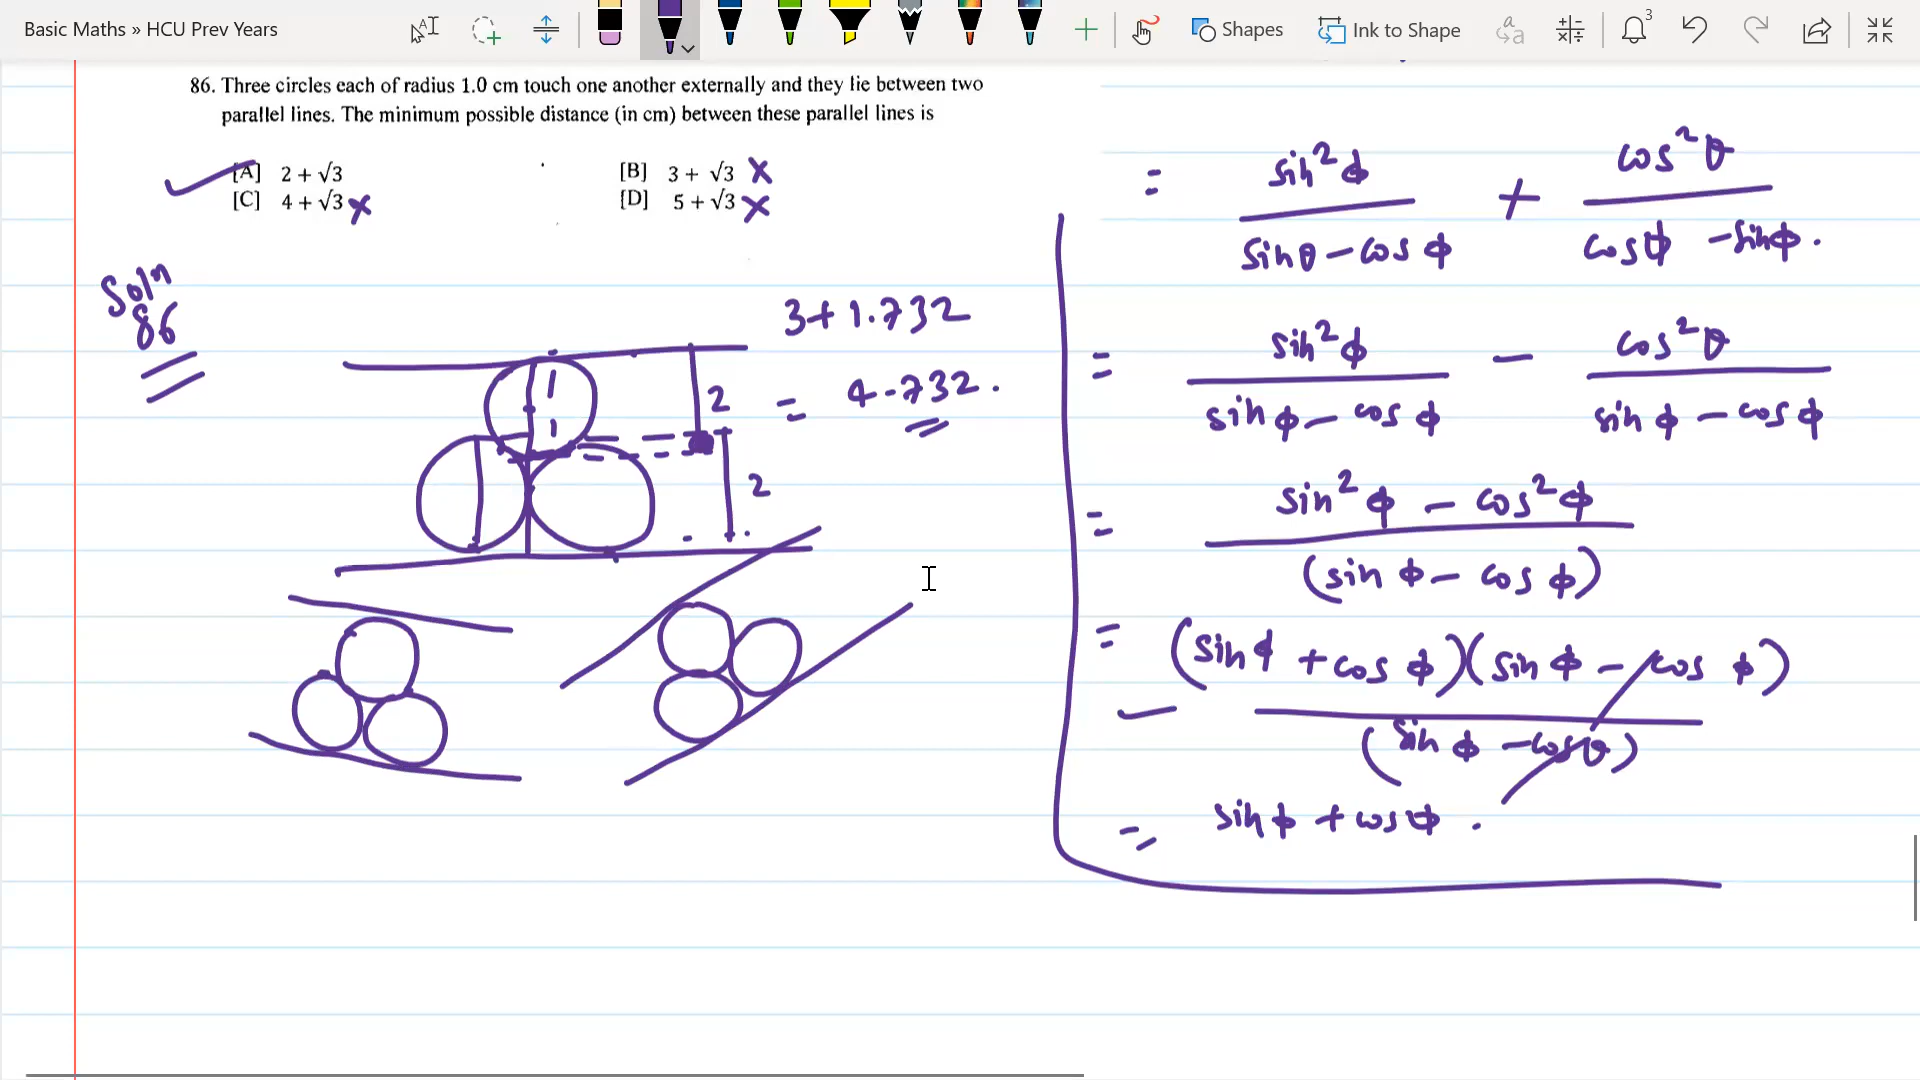 Basic Maths » HCU Prev Years
Shapes
Ink to Shape
3
86. Three circles each of radius 1.0 cm touch one another externally and they lie between two
parallel lines. The minimum possible distance (in cm) between these parallel lines is
[A] 2 + √3
[B] 3 + √3 x
[C] 4 + √3 x
[D] 5 + √3 x
Soln
86
3 + 1.732
= 4.732.
2
2
= sin²ϕ / sinθ - cosϕ + cos²θ / cosϕ - sinϕ.
= sin²ϕ / sinϕ - cosϕ - cos²θ / sinϕ - cosϕ
= sin²ϕ - cos²ϕ / (sinϕ - cosϕ)
= (sinϕ + cosϕ)(sinϕ - cosϕ) / (sinϕ - cosθ)
= sinϕ + cosϕ.